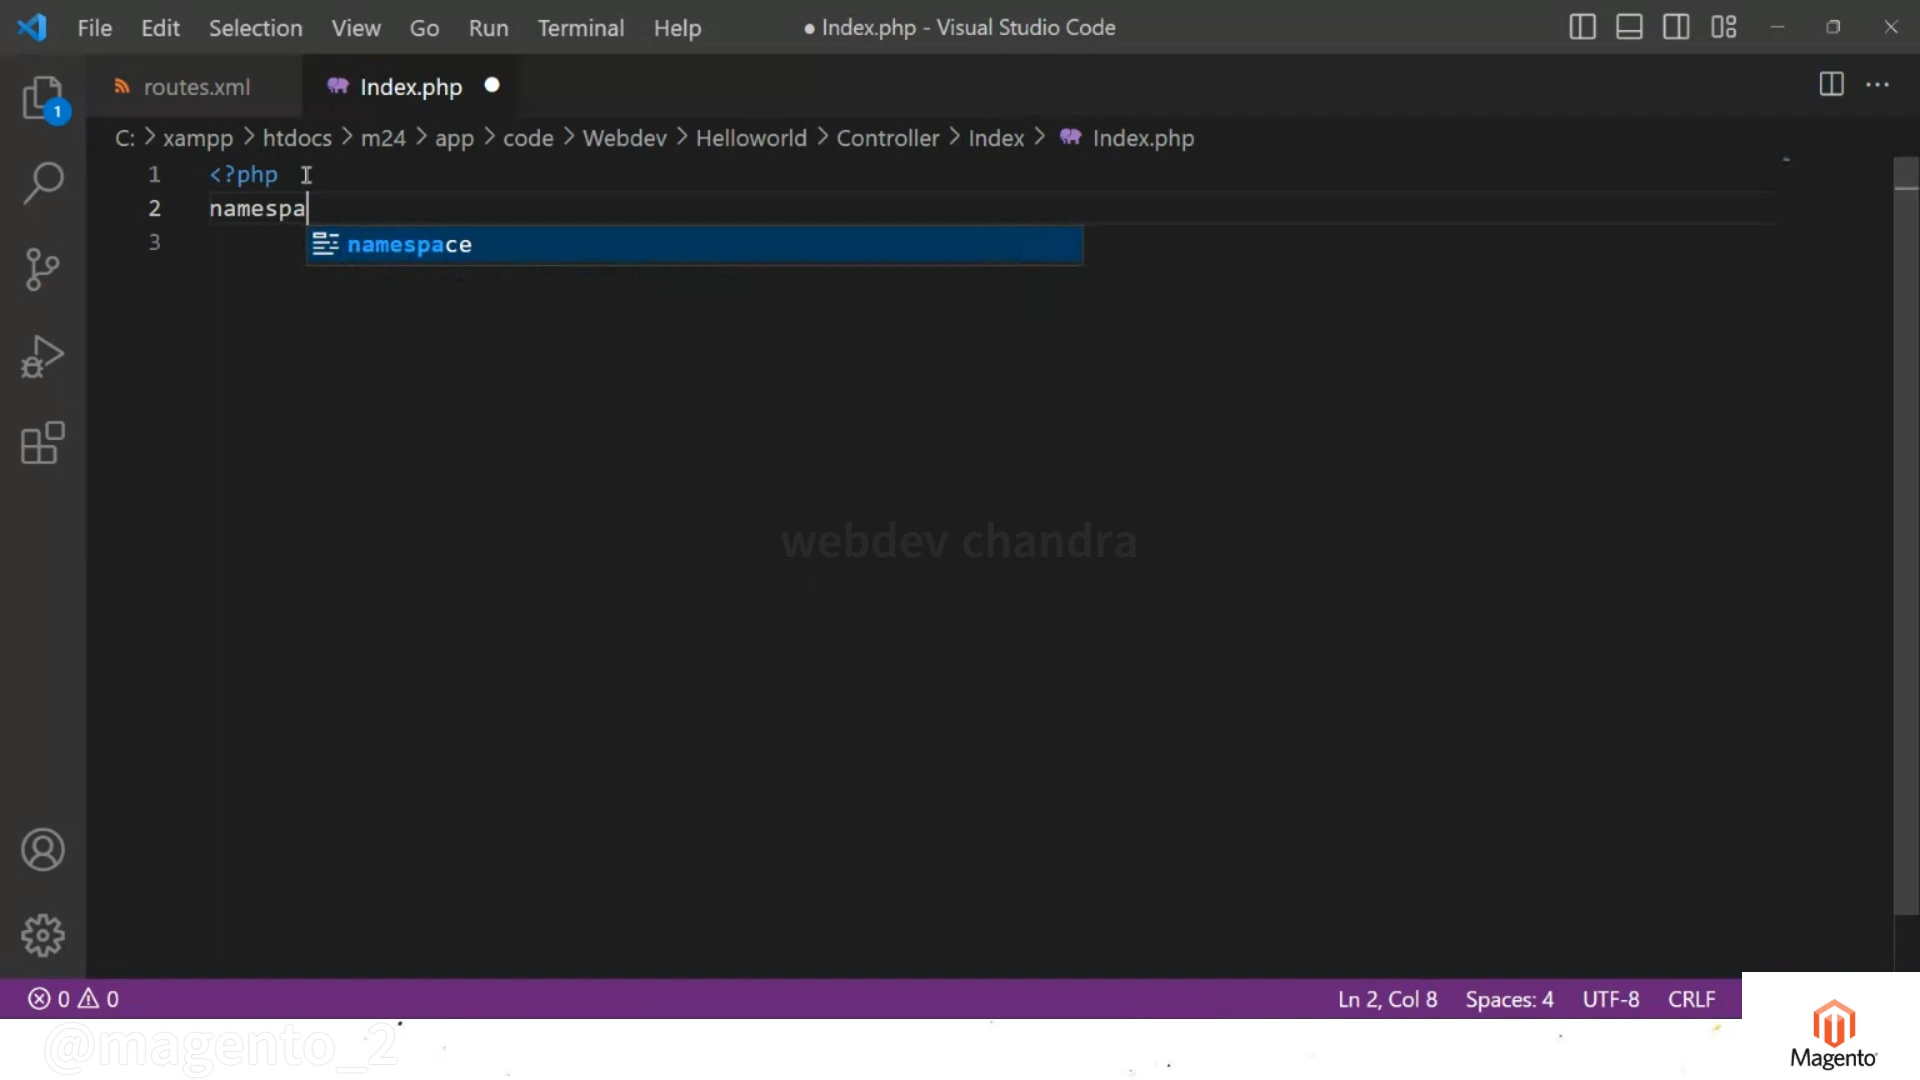 File Edit Selection View Go Run Terminal Help ● Index.php - Visual Studio Code
1
routes.xml Index.php
C: > xampp > htdocs > m24 > app > code > Webdev > Helloworld > Controller > Index > Index.php
1 <?php
2 namespa
namespace
3
webdev chandra
0 0 Ln 2, Col 8 Spaces: 4 UTF-8 CRLF
@magento_2
Magento